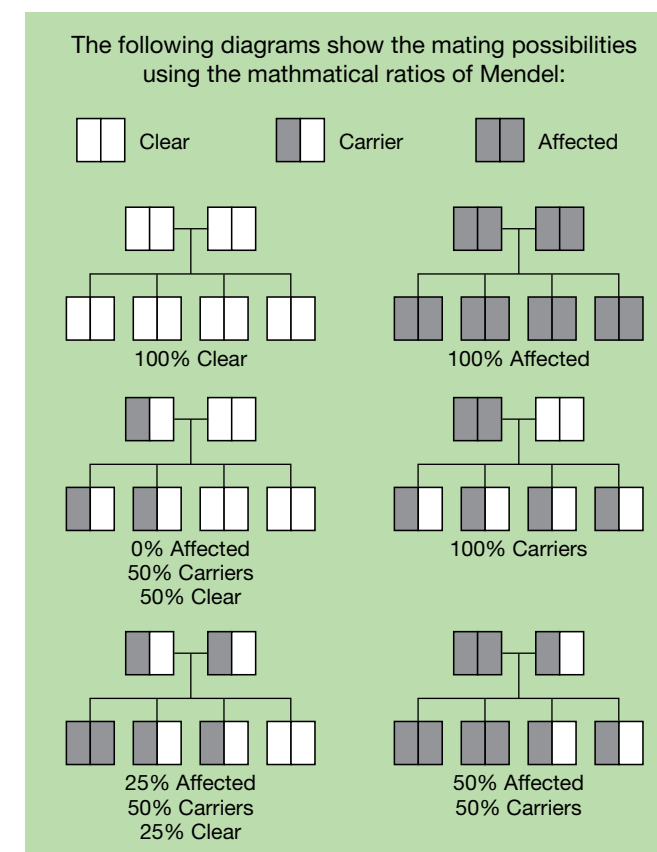 The following diagrams show the mating possibilities
using the mathmatical ratios of Mendel:
Clear
Carrier
Affected
100% Clear
100% Affected
0% Affected
50% Carriers
50% Clear
100% Carriers
25% Affected
50% Carriers
25% Clear
50% Affected
50% Carriers